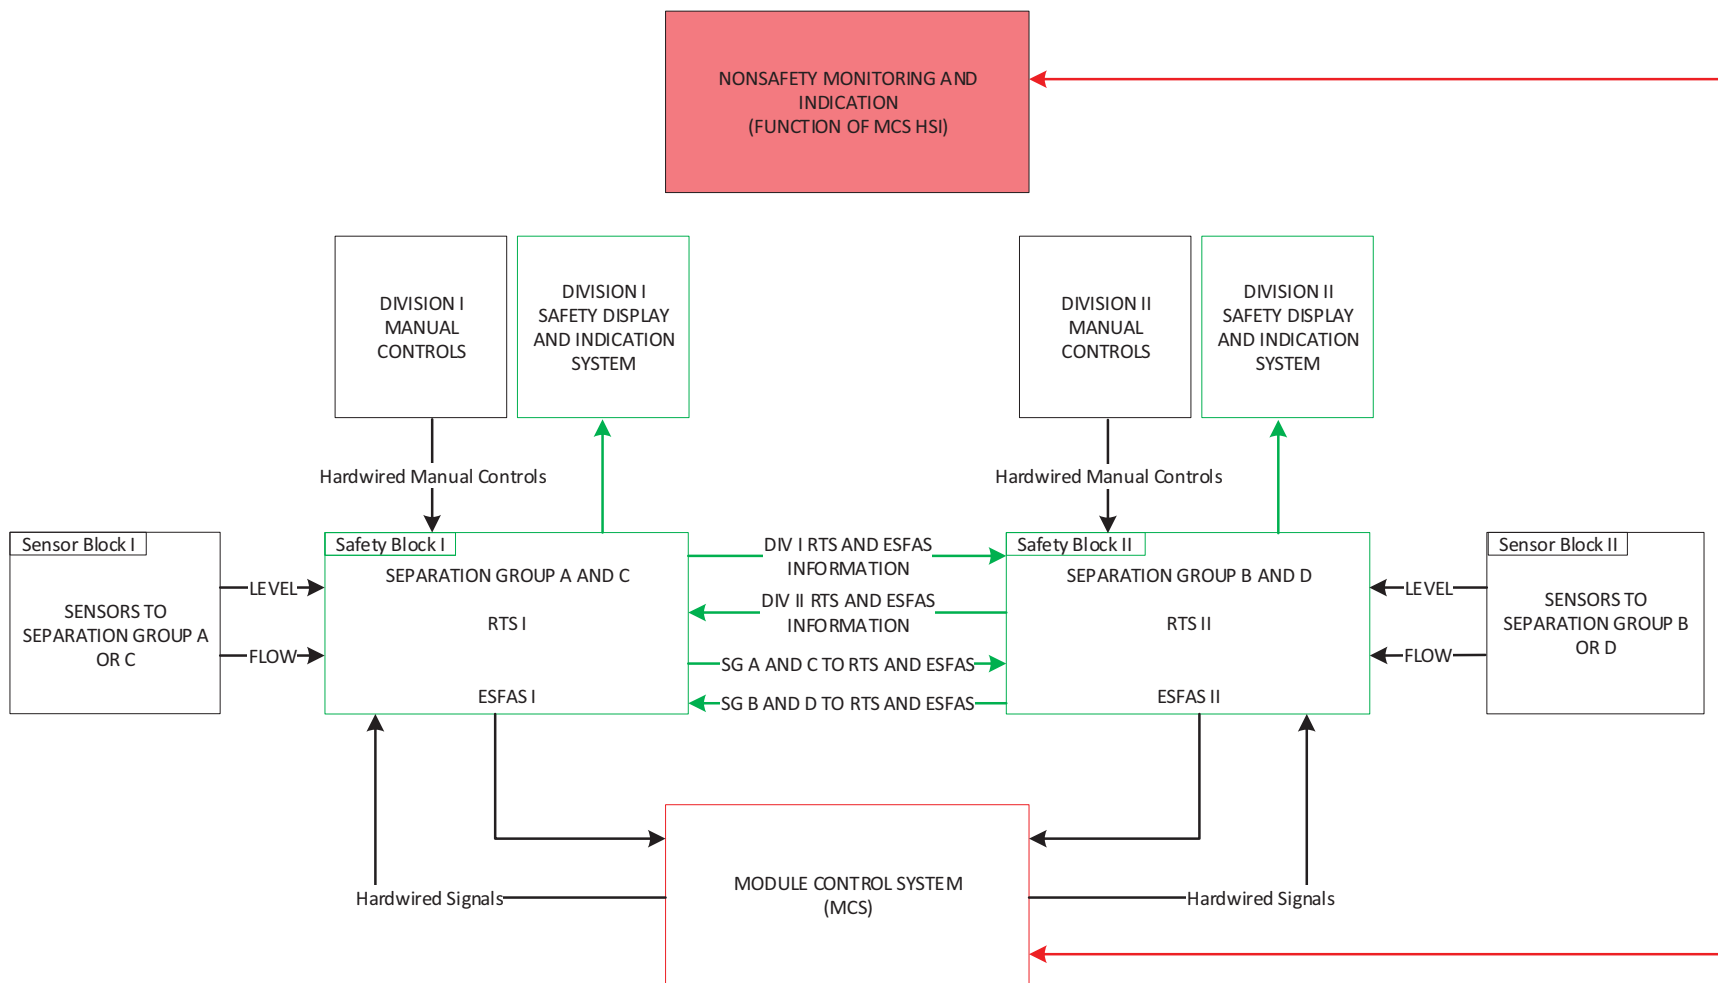 NONSAFETY MONITORING AND
INDICATION
(FUNCTION OF MCS HSI)
DIVISION I
MANUAL
CONTROLS
DIVISION I
SAFETY DISPLAY
AND INDICATION
SYSTEM
DIVISION II
MANUAL
CONTROLS
DIVISION II
SAFETY DISPLAY
AND INDICATION
SYSTEM
Hardwired Manual Controls
Hardwired Manual Controls
Sensor Block I
SENSORS TO
SEPARATION GROUP A
OR C
LEVEL
FLOW
Safety Block I
SEPARATION GROUP A AND C
RTS I
ESFAS I
DIV I RTS AND ESFAS
INFORMATION
DIV II RTS AND ESFAS
INFORMATION
SG A AND C TO RTS AND ESFAS
SG B AND D TO RTS AND ESFAS
Safety Block II
SEPARATION GROUP B AND D
RTS II
ESFAS II
LEVEL
FLOW
Sensor Block II
SENSORS TO
SEPARATION GROUP B
OR D
Hardwired Signals
MODULE CONTROL SYSTEM
(MCS)
Hardwired Signals